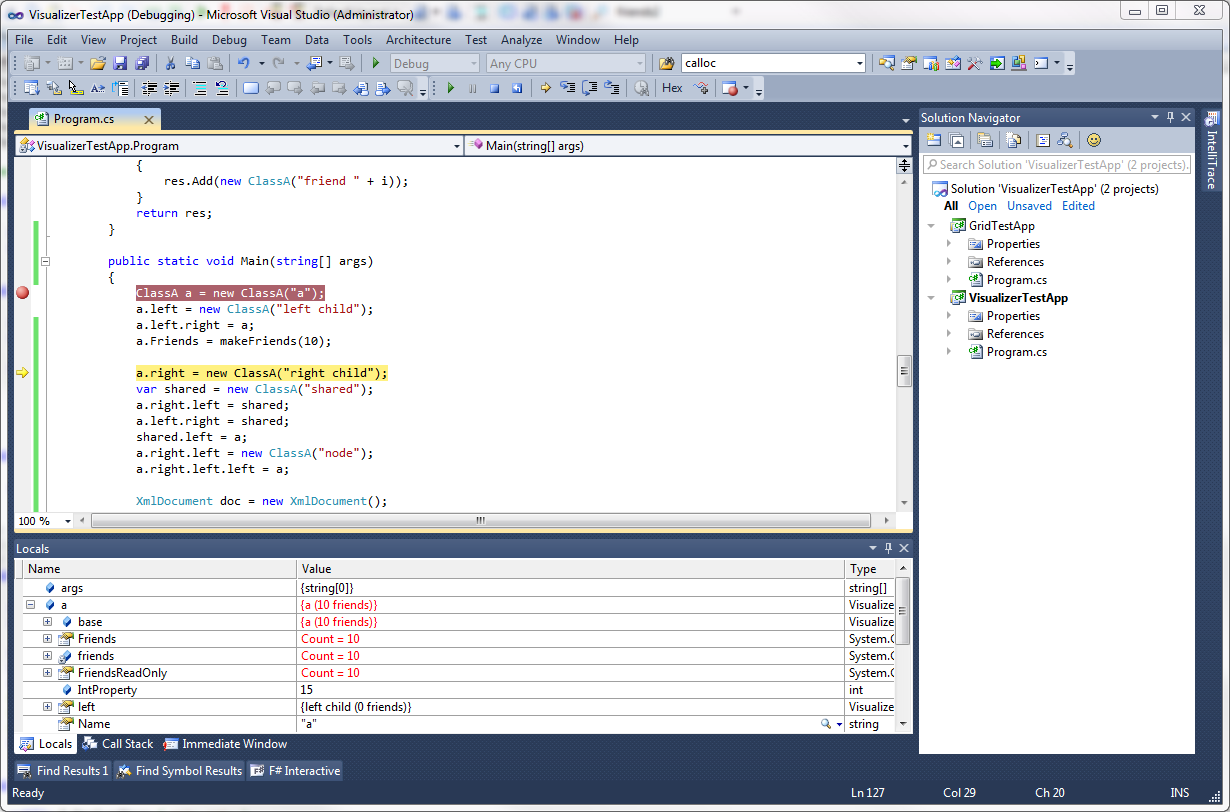 VisualizerTestApp (Debugging) - Microsoft Visual Studio (Administrator)
File Edit View Project Build Debug Team Data Tools Architecture Test Analyze Window Help
Debug Any CPU calloc
Hex
Program.cs
VisualizerTestApp.Program Main(string[] args)
{
res.Add(new ClassA("friend " + i));
}
return res;
}
public static void Main(string[] args)
{
ClassA a = new ClassA("a");
a.left = new ClassA("left child");
a.left.right = a;
a.Friends = makeFriends(10);
a.right = new ClassA("right child");
var shared = new ClassA("shared");
a.right.left = shared;
a.left.right = shared;
shared.left = a;
a.right.left = new ClassA("node");
a.right.left.left = a;
XmlDocument doc = new XmlDocument();
100 %
Locals
Name Value Type
args {string[0]} string[]
a {a (10 friends)} Visualize
base {a (10 friends)} Visualize
Friends Count = 10 System.C
friends Count = 10 System.C
FriendsReadOnly Count = 10 System.C
IntProperty 15 int
left {left child (0 friends)} Visualize
Name "a" string
Locals Call Stack Immediate Window
Find Results 1 Find Symbol Results F# Interactive
Solution Navigator
Search Solution 'VisualizerTestApp' (2 projects).
Solution 'VisualizerTestApp' (2 projects)
All Open Unsaved Edited
GridTestApp
Properties
References
Program.cs
VisualizerTestApp
Properties
References
Program.cs
IntelliTrace
Ready Ln 127 Col 29 Ch 20 INS